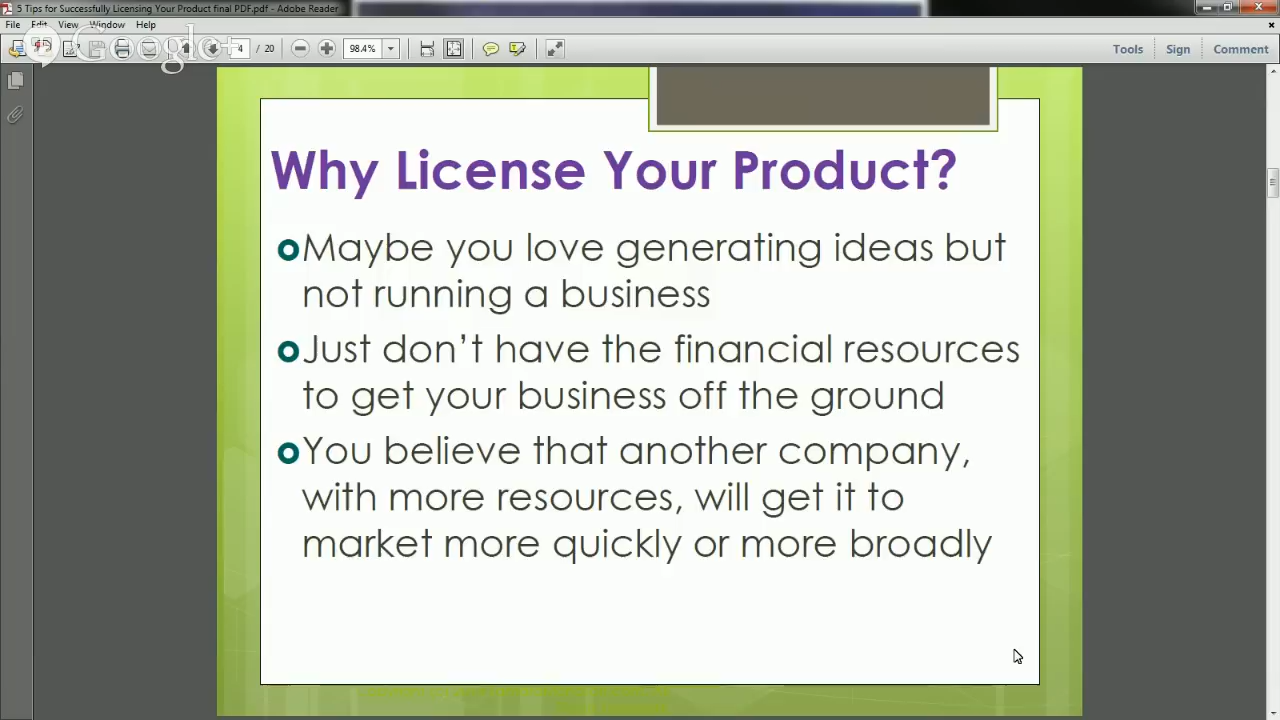 5 Tips for Successfully Licensing Your Product final PDF.pdf - Adobe Reader
File Edit View Window Help
Google+
4 / 20 98.4% Tools Sign Comment
Why License Your Product?
Maybe you love generating ideas but
not running a business
Just don't have the financial resources
to get your business off the ground
You believe that another company,
with more resources, will get it to
market more quickly or more broadly